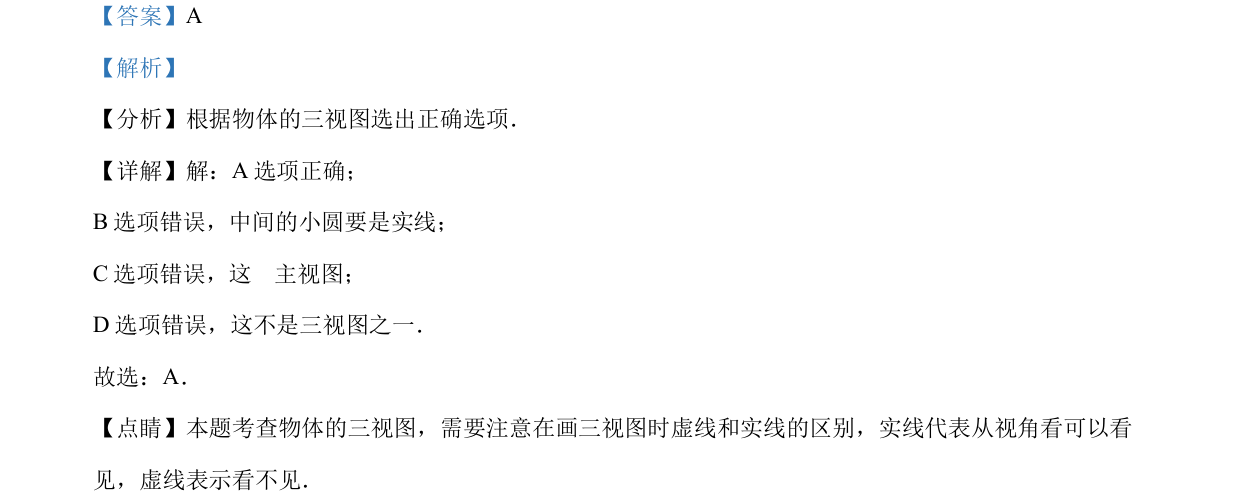 【答案】A
【解析】
【分析】根据物体的三视图选出正确选项．
【详解】解：A 选项正确；
B 选项错误，中间的小圆要是实线；
C 选项错误，这　主视图；
D 选项错误，这不是三视图之一．
故选：A．
【点睛】本题考查物体的三视图，需要注意在画三视图时虚线和实线的区别，实线代表从视角看可以看
见，虚线表示看不见．